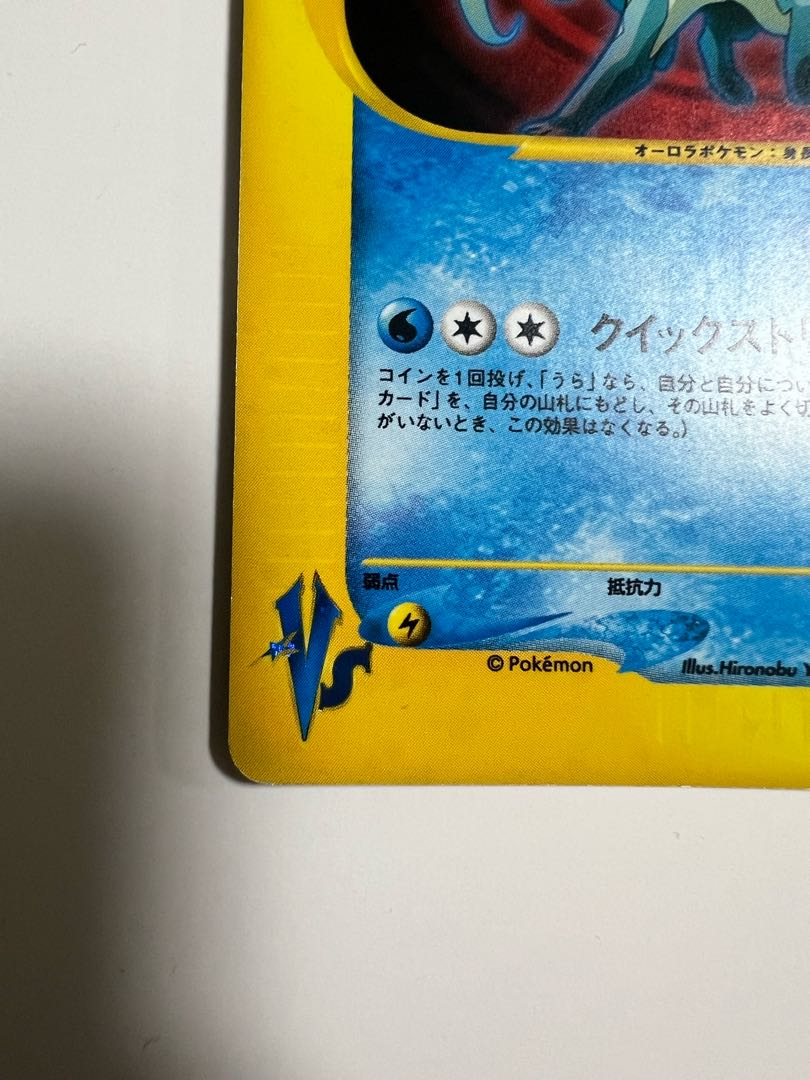 オーロラポケモン：身長
クイックスト
コインを1回投げ、「うら」なら、自分と自分につい
カード」を、自分の山札にもどし、その山札をよく切
がいないとき、この効果はなくなる。)
弱点 抵抗力
VS
© Pokémon Illus.Hironobu Y